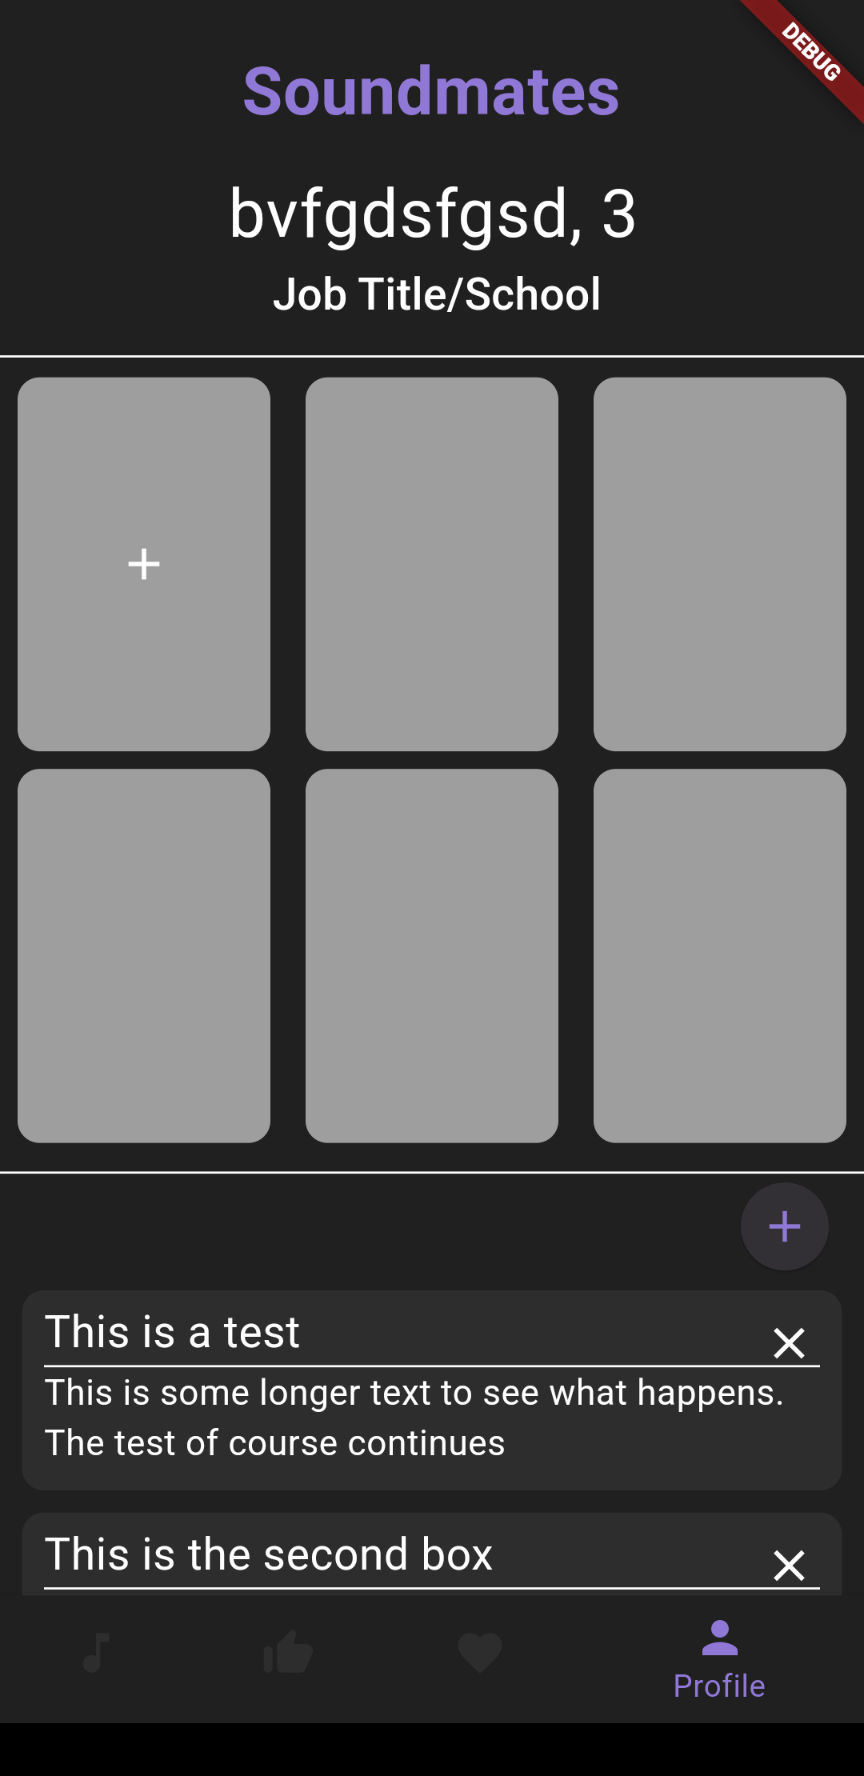 DEBUG
Soundmates
bvfgdsfgsd, 3
Job Title/School
This is a test
This is some longer text to see what happens.
The test of course continues
This is the second box
Profile